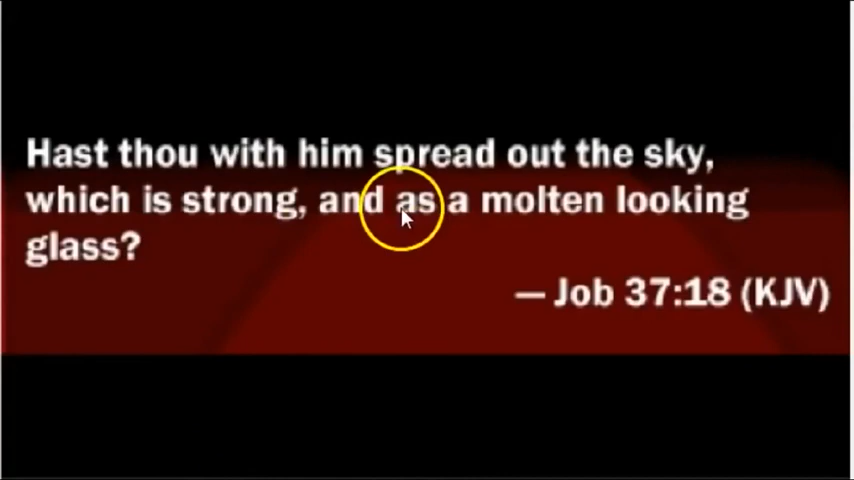 Hast thou with him spread out the sky,
which is strong, and as a molten looking
glass?
— Job 37:18 (KJV)